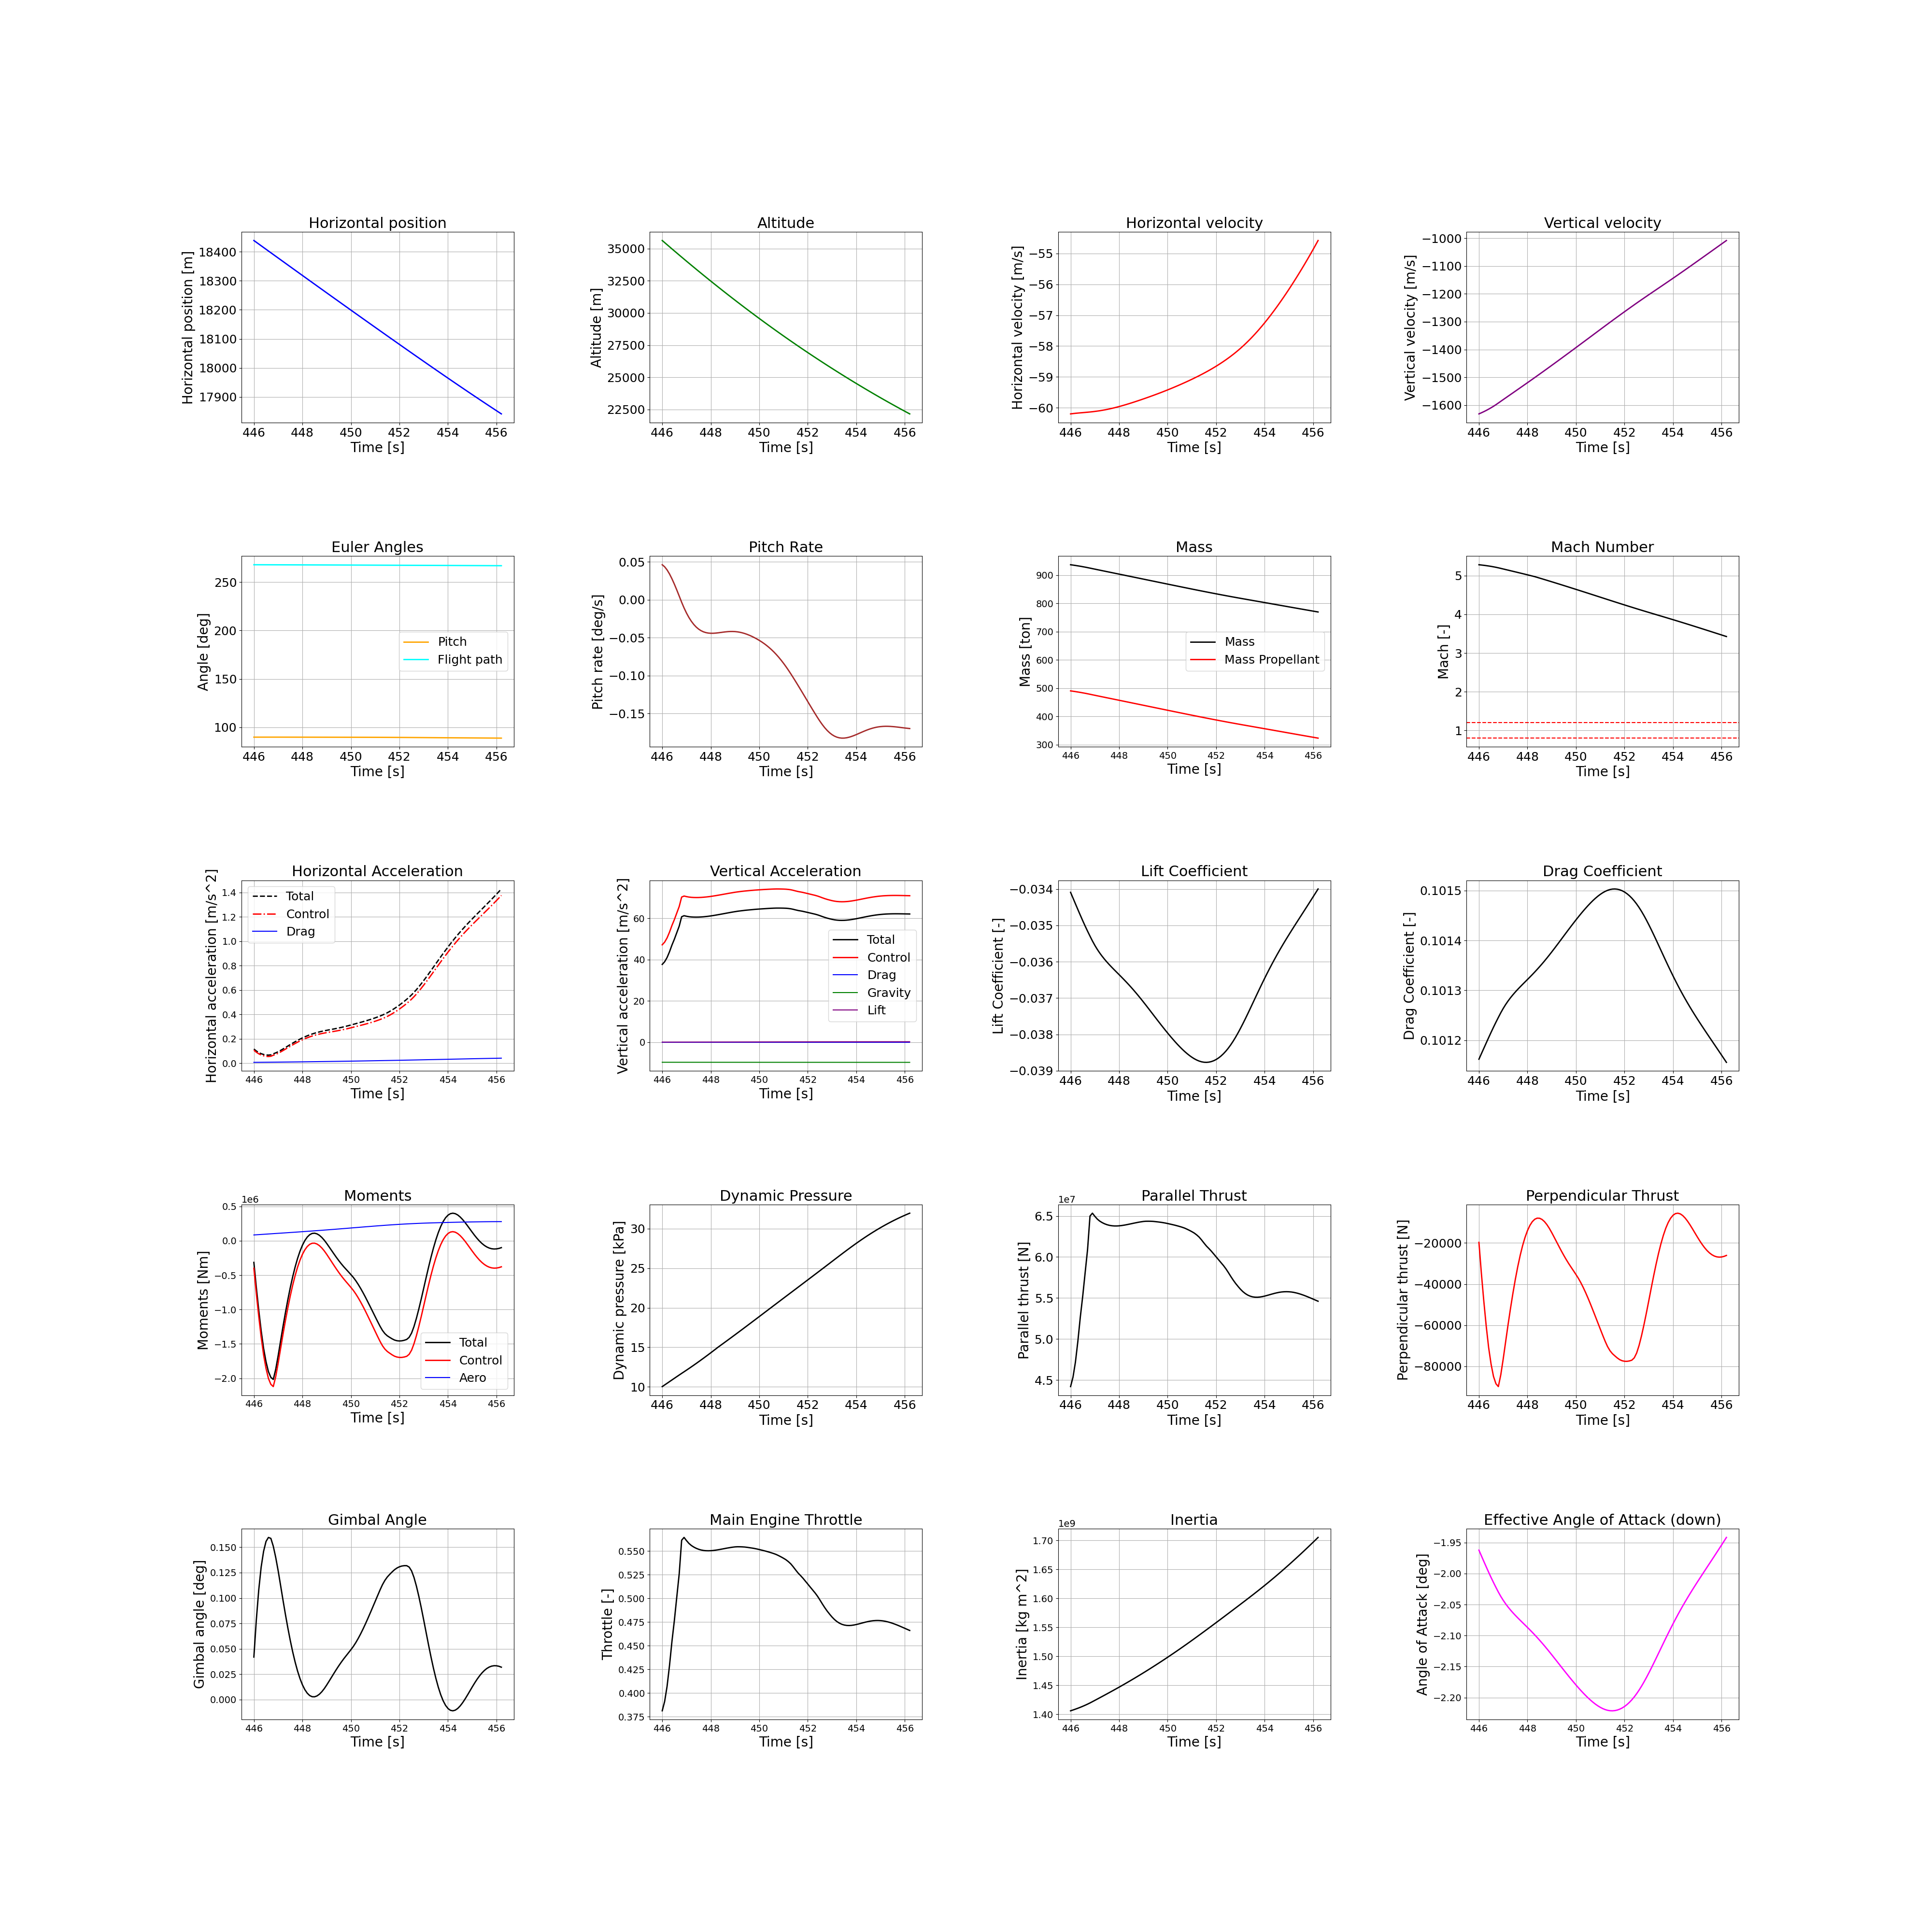 Horizontal position
Horizontal position [m]
18400
18300
18200
18100
18000
17900
446 448 450 452 454 456
Time [s]
Altitude
Altitude [m]
35000
32500
30000
27500
25000
22500
446 448 450 452 454 456
Time [s]
Horizontal velocity
Horizontal velocity [m/s]
−55
−56
−57
−58
−59
−60
446 448 450 452 454 456
Time [s]
Vertical velocity
Vertical velocity [m/s]
−1000
−1100
−1200
−1300
−1400
−1500
−1600
446 448 450 452 454 456
Time [s]
Euler Angles
Angle [deg]
250
200
150
100
Pitch
Flight path
446 448 450 452 454 456
Time [s]
Pitch Rate
Pitch rate [deg/s]
0.05
0.00
−0.05
−0.10
−0.15
446 448 450 452 454 456
Time [s]
Mass
Mass [ton]
900
800
700
600
500
400
300
Mass
Mass Propellant
446 448 450 452 454 456
Time [s]
Mach Number
Mach [-]
5
4
3
2
1
446 448 450 452 454 456
Time [s]
Horizontal Acceleration
Horizontal acceleration [m/s^2]
1.4
1.2
1.0
0.8
0.6
0.4
0.2
0.0
Total
Control
Drag
446 448 450 452 454 456
Time [s]
Vertical Acceleration
Vertical acceleration [m/s^2]
60
40
20
0
Total
Control
Drag
Gravity
Lift
446 448 450 452 454 456
Time [s]
Lift Coefficient
Lift Coefficient [-]
−0.034
−0.035
−0.036
−0.037
−0.038
−0.039
446 448 450 452 454 456
Time [s]
Drag Coefficient
Drag Coefficient [-]
0.1015
0.1014
0.1013
0.1012
446 448 450 452 454 456
Time [s]
Moments
1e6
Moments [Nm]
0.5
0.0
−0.5
−1.0
−1.5
−2.0
Total
Control
Aero
446 448 450 452 454 456
Time [s]
Dynamic Pressure
Dynamic pressure [kPa]
30
25
20
15
10
446 448 450 452 454 456
Time [s]
Parallel Thrust
1e7
Parallel thrust [N]
6.5
6.0
5.5
5.0
4.5
446 448 450 452 454 456
Time [s]
Perpendicular Thrust
Perpendicular thrust [N]
−20000
−40000
−60000
−80000
446 448 450 452 454 456
Time [s]
Gimbal Angle
Gimbal angle [deg]
0.150
0.125
0.100
0.075
0.050
0.025
0.000
446 448 450 452 454 456
Time [s]
Main Engine Throttle
Throttle [-]
0.550
0.525
0.500
0.475
0.450
0.425
0.400
0.375
446 448 450 452 454 456
Time [s]
Inertia
1e9
Inertia [kg m^2]
1.70
1.65
1.60
1.55
1.50
1.45
1.40
446 448 450 452 454 456
Time [s]
Effective Angle of Attack (down)
Angle of Attack [deg]
−1.95
−2.00
−2.05
−2.10
−2.15
−2.20
446 448 450 452 454 456
Time [s]